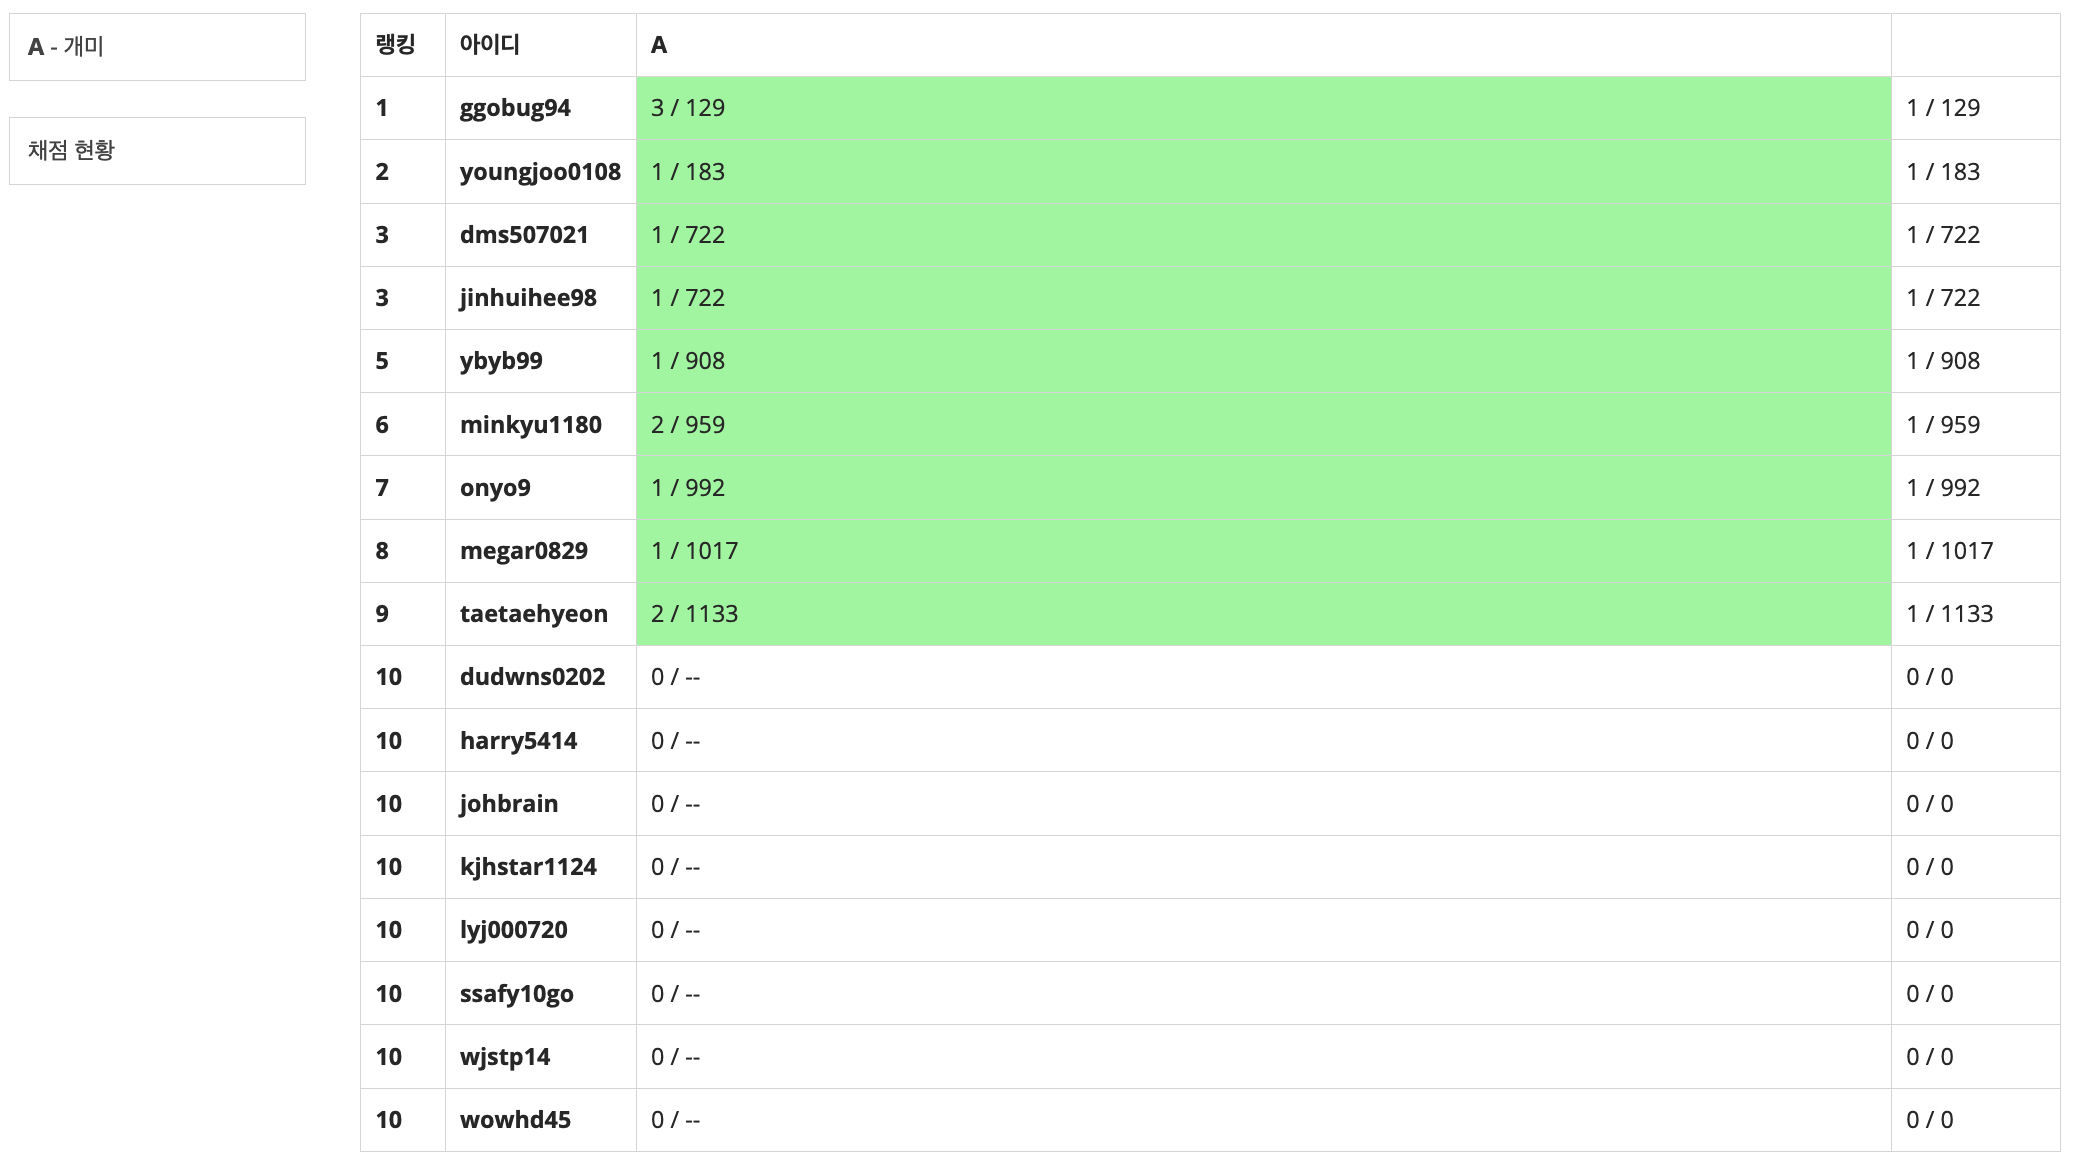 A - 개미
채점 현황
랭킹 아이디 A
1 ggobug94 3 / 129 1 / 129
2 youngjoo0108 1 / 183 1 / 183
3 dms507021 1 / 722 1 / 722
3 jinhuihee98 1 / 722 1 / 722
5 ybyb99 1 / 908 1 / 908
6 minkyu1180 2 / 959 1 / 959
7 onyo9 1 / 992 1 / 992
8 megar0829 1 / 1017 1 / 1017
9 taetaehyeon 2 / 1133 1 / 1133
10 dudwns0202 0 / -- 0 / 0
10 harry5414 0 / -- 0 / 0
10 johbrain 0 / -- 0 / 0
10 kjhstar1124 0 / -- 0 / 0
10 lyj000720 0 / -- 0 / 0
10 ssafy10go 0 / -- 0 / 0
10 wjstp14 0 / -- 0 / 0
10 wowhd45 0 / -- 0 / 0